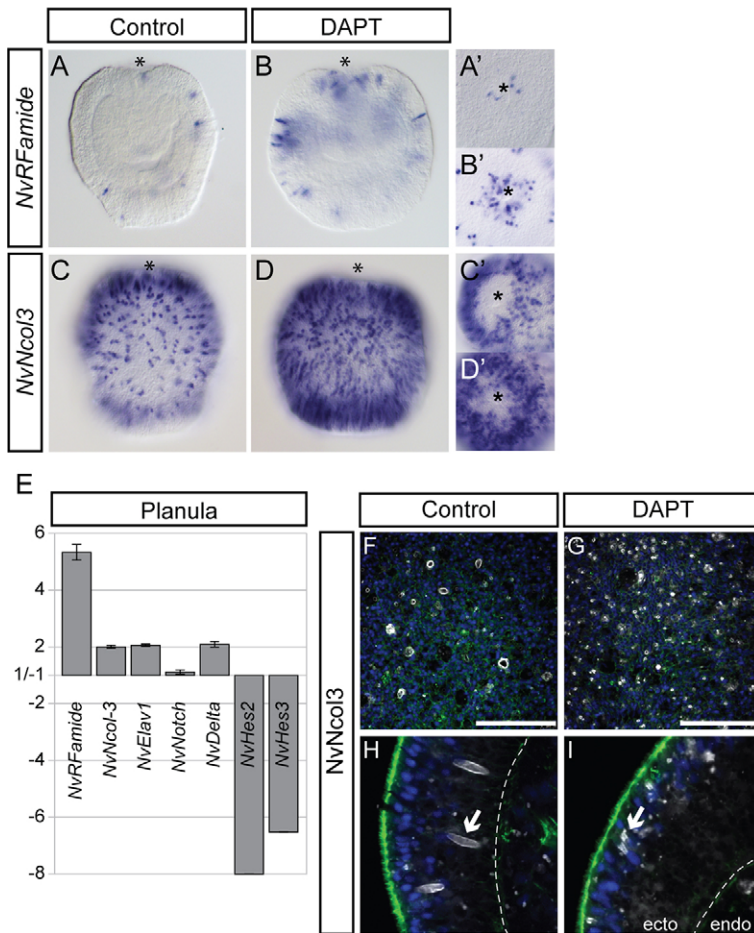 Control
DAPT
NvRFamide
A
*
B
*
A’
*
B’
*
NvNcol3
C
*
D
*
C’
*
D’
*
E
Planula
6
4
2
1/-1
-2
-4
-6
-8
NvRFamide
NvNcol-3
NvElav1
NvNotch
NvDelta
NvHes2
NvHes3
Control
DAPT
NvNcol3
F
G
H
I
ecto
endo